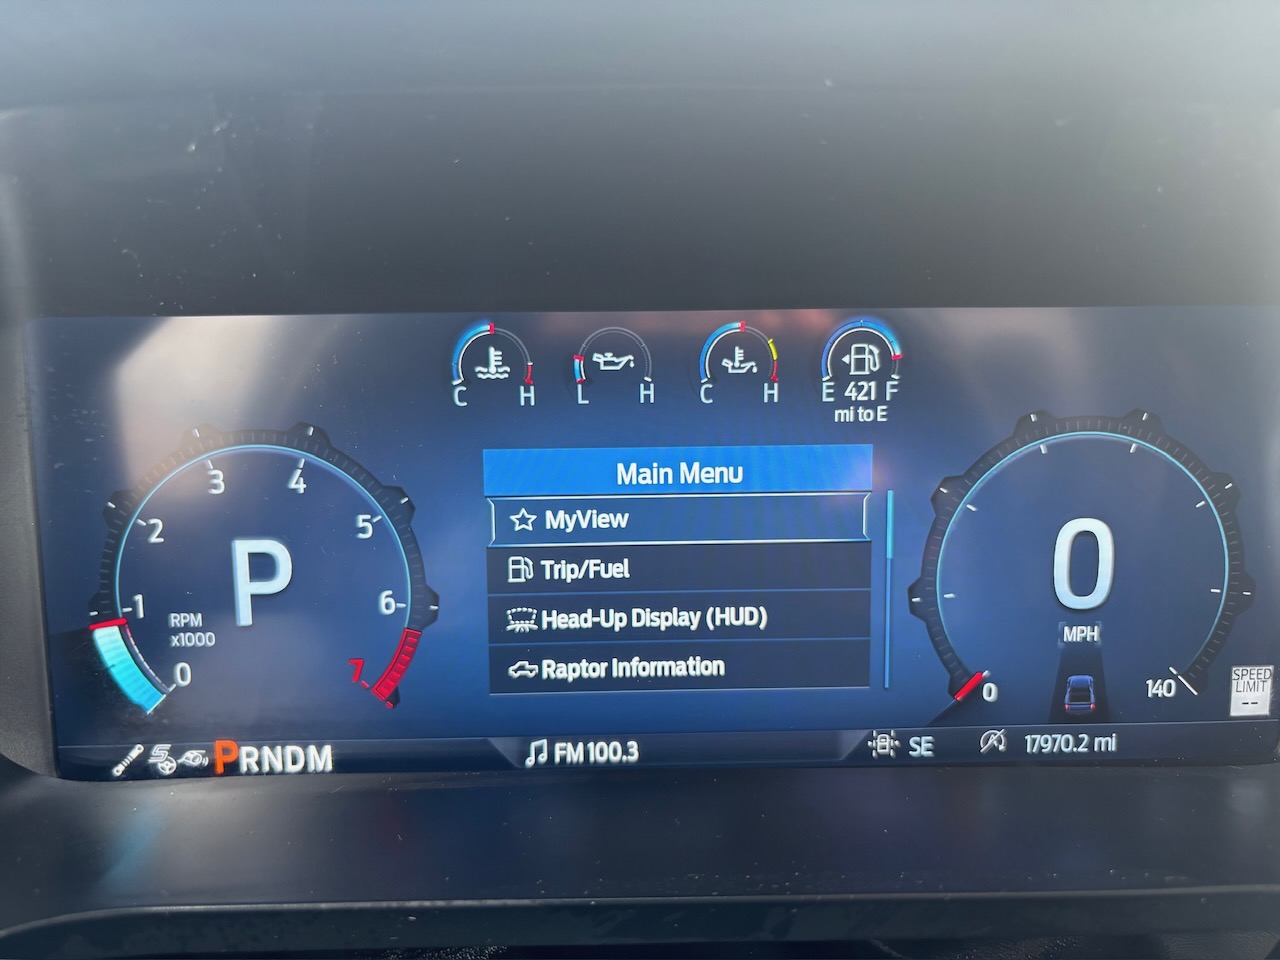 C H
L H
C H
E 421 F
mi to E
Main Menu
MyView
Trip/Fuel
Head-Up Display (HUD)
Raptor Information
0
1
2
3
4
5
6
7
RPM
x1000
P
0
MPH
0
140
SPEED
LIMIT
--
S
PRNDM
FM 100.3
SE
17970.2 mi